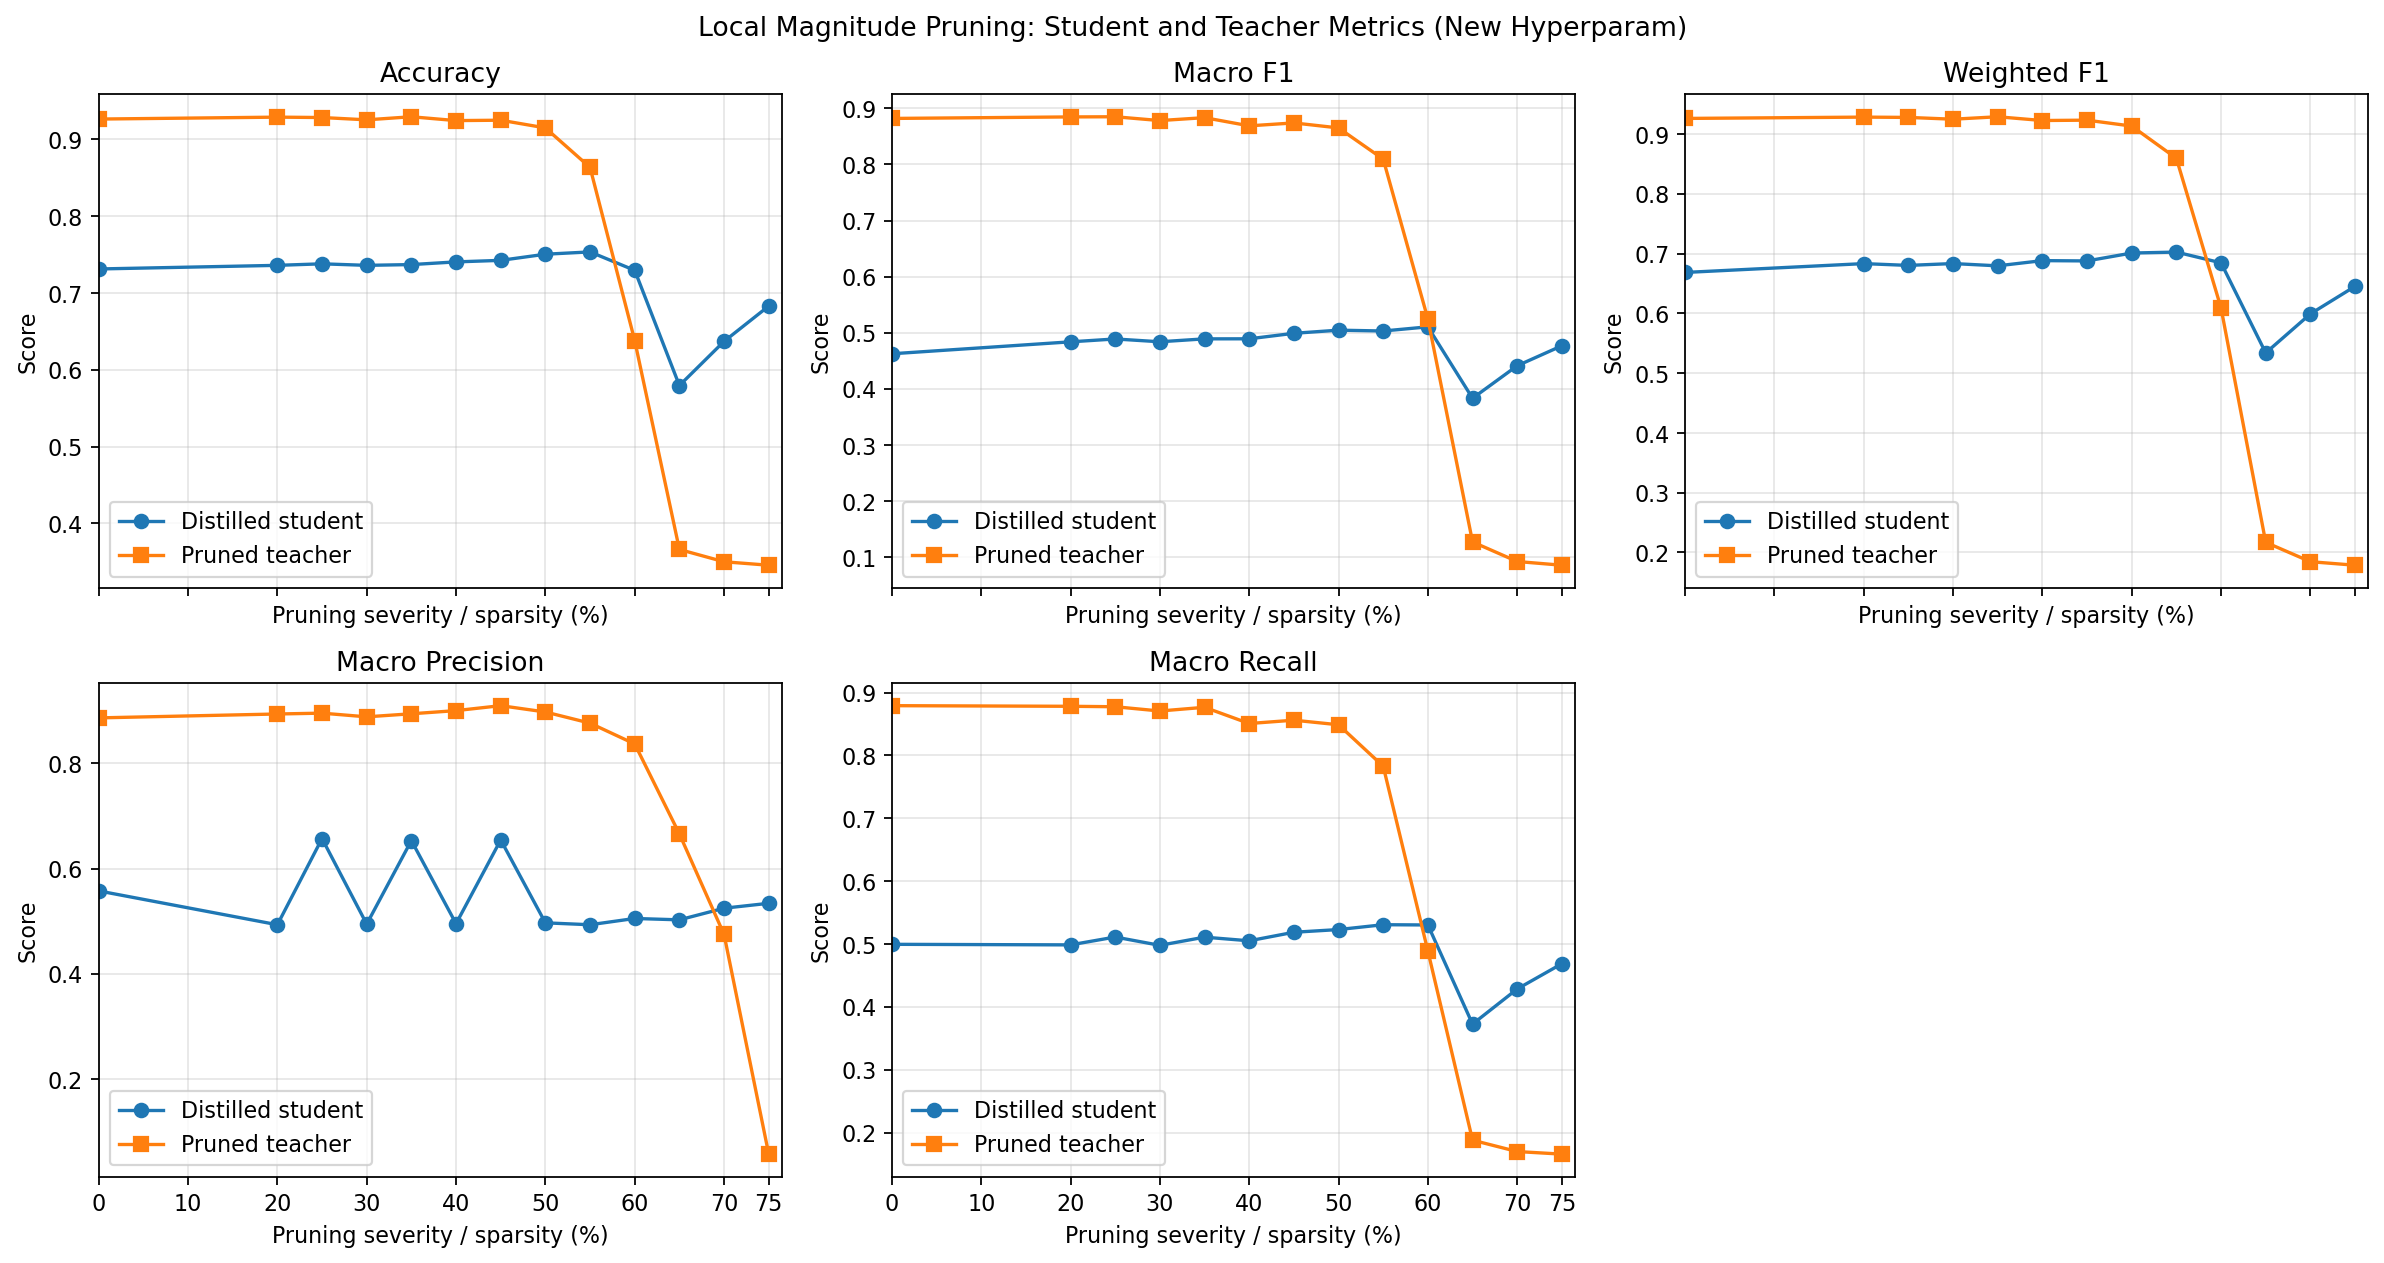 Local Magnitude Pruning: Student and Teacher Metrics (New Hyperparam)
Accuracy
0.9
0.8
0.7
0.6
0.5
0.4
Score
Distilled student
Pruned teacher
Pruning severity / sparsity (%)
Macro F1
0.9
0.8
0.7
0.6
0.5
0.4
0.3
0.2
0.1
Score
Distilled student
Pruned teacher
Pruning severity / sparsity (%)
Weighted F1
0.9
0.8
0.7
0.6
0.5
0.4
0.3
0.2
Score
Distilled student
Pruned teacher
Pruning severity / sparsity (%)
Macro Precision
0.8
0.6
0.4
0.2
Score
Distilled student
Pruned teacher
0 10 20 30 40 50 60 70 75
Pruning severity / sparsity (%)
Macro Recall
0.9
0.8
0.7
0.6
0.5
0.4
0.3
0.2
Score
Distilled student
Pruned teacher
0 10 20 30 40 50 60 70 75
Pruning severity / sparsity (%)